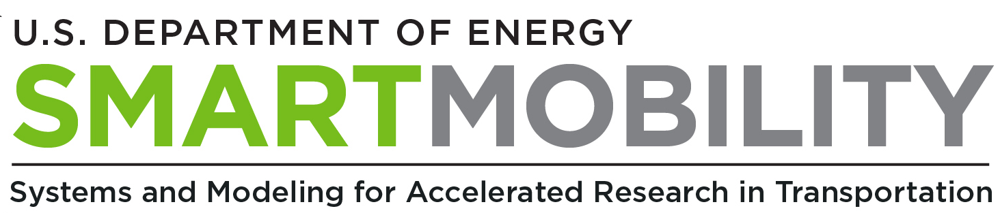 U.S. DEPARTMENT OF ENERGY
SMARTMOBILITY
Systems and Modeling for Accelerated Research in Transportation